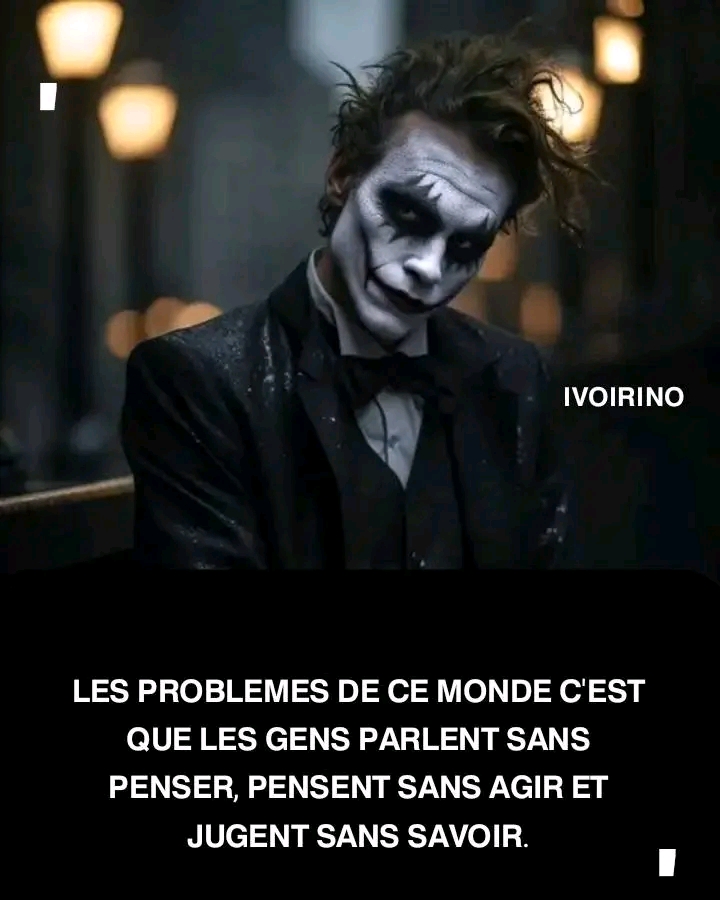 IVOIRINO
LES PROBLEMES DE CE MONDE C'EST
QUE LES GENS PARLENT SANS
PENSER, PENSENT SANS AGIR ET
JUGENT SANS SAVOIR.